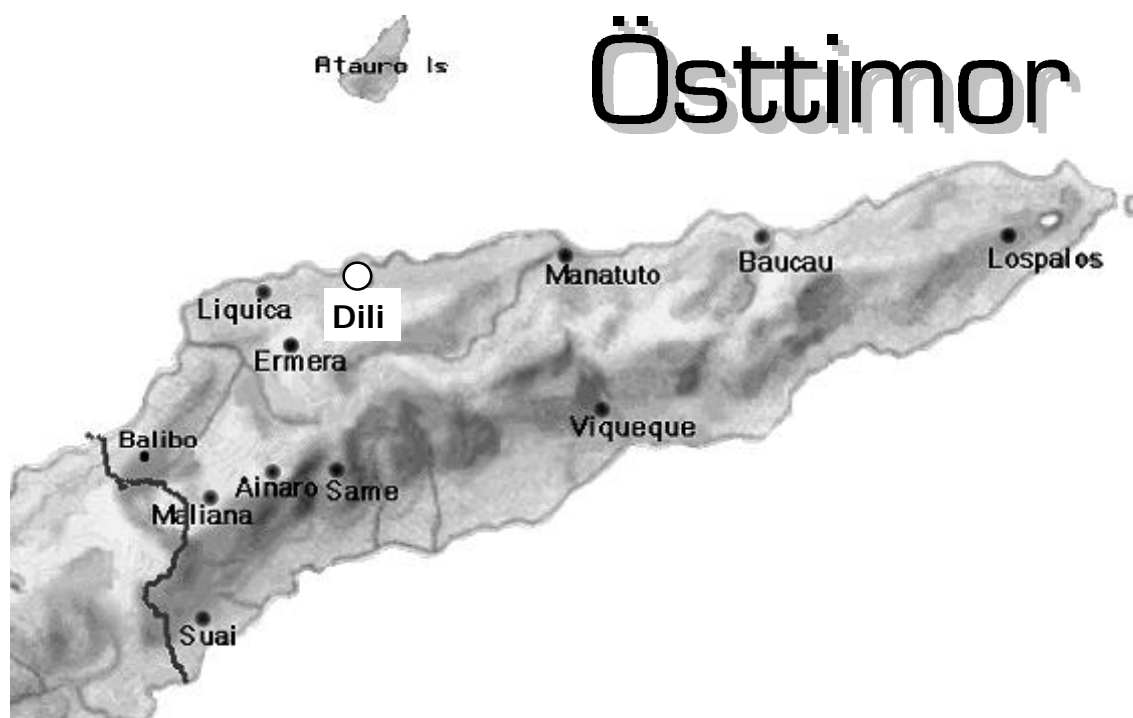 Östtimor
Atauro Is
Baucau
Lospalos
Manatuto
Liquica
Dili
Ermera
Viqueque
Balibo
Ainaro
Same
Maliana
Suai